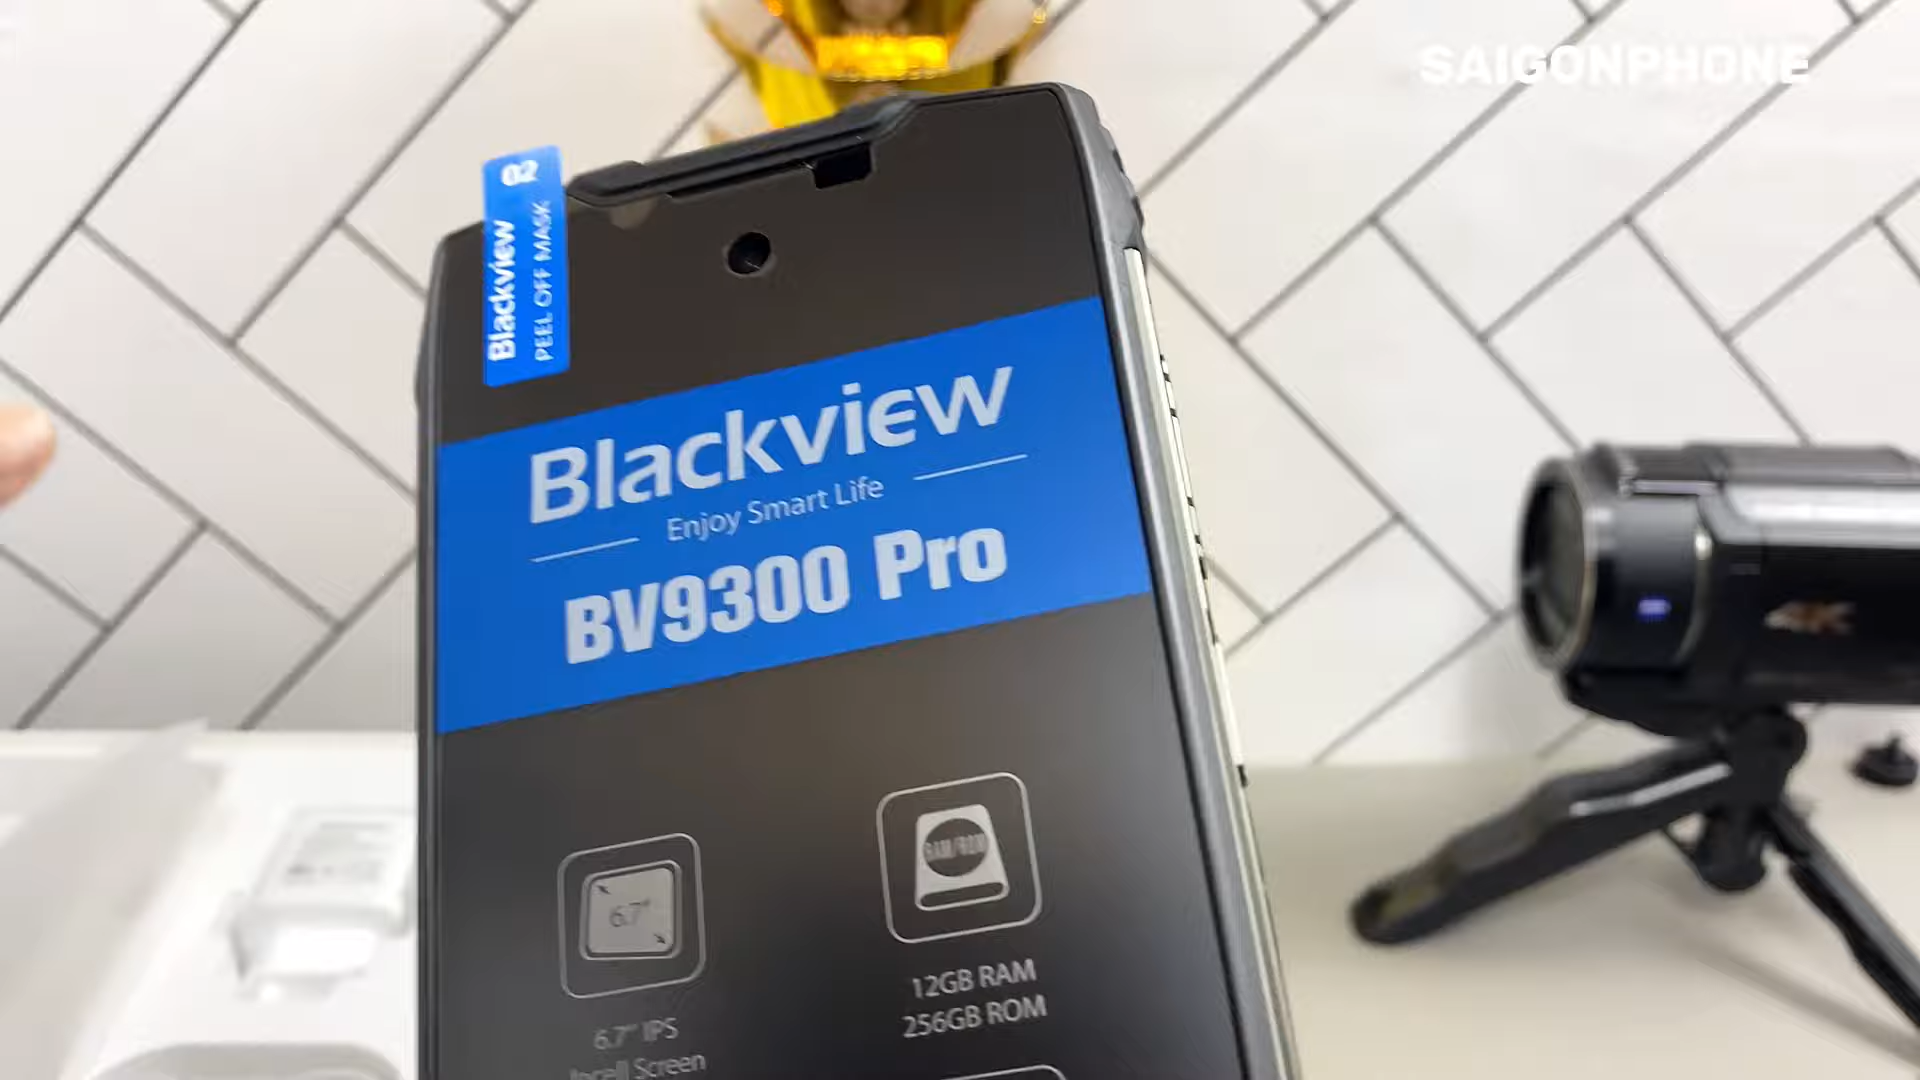 SAIGONPHONE
02
Blackview
PEEL OFF MASK
Blackview
Enjoy Smart Life
BV9300 Pro
6.7"
RAM/ROM
12GB RAM
256GB ROM
6.7" IPS
Incell Screen
4K